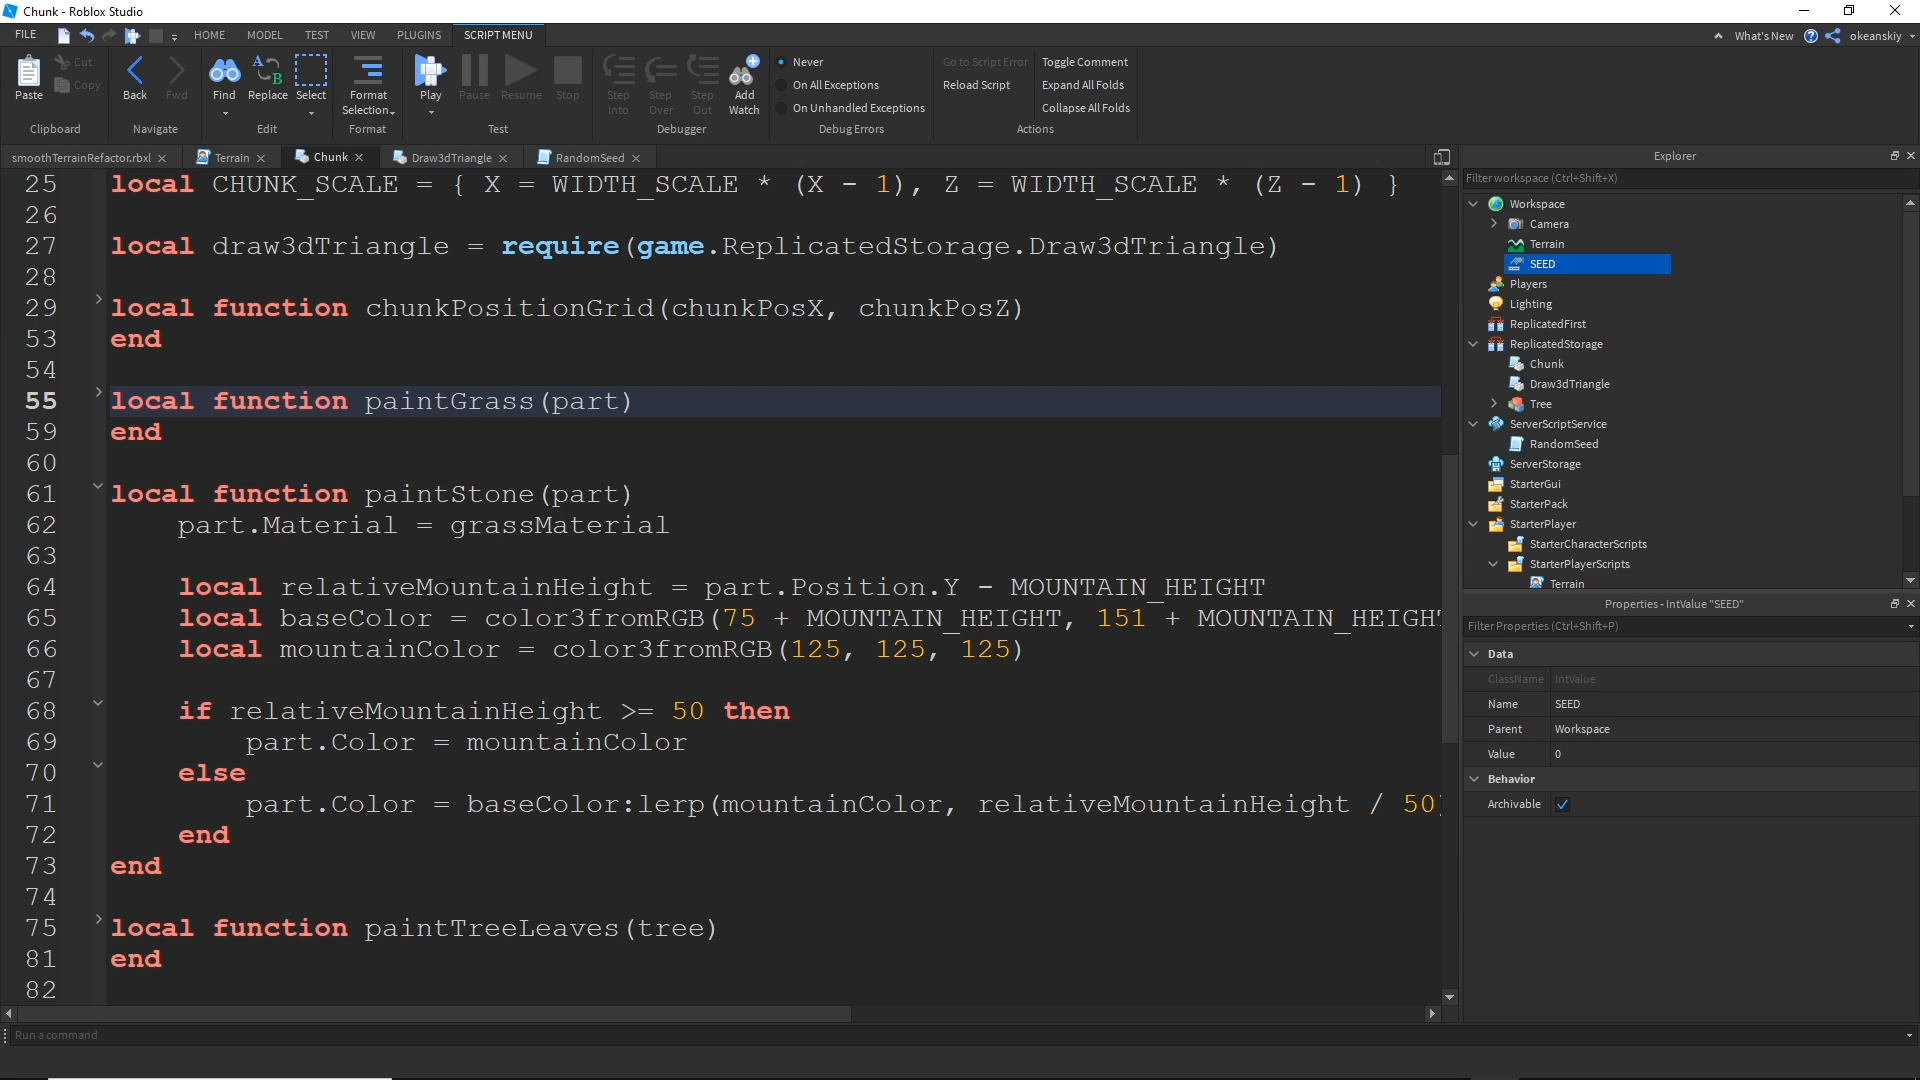 Chunk - Roblox Studio
FILE HOME MODEL TEST VIEW PLUGINS SCRIPT MENU What's New okeanskiy
Paste Cut Copy Back Fwd Find Replace Select Format Selection Play Pause Resume Stop Step Into Step Over Step Out Add Watch
Never Go to Script Error Toggle Comment
On All Exceptions Reload Script Expand All Folds
On Unhandled Exceptions Collapse All Folds
Clipboard Navigate Edit Format Test Debugger Debug Errors Actions
smoothTerrainRefactor.rbxl Terrain Chunk Draw3dTriangle RandomSeed
25 local CHUNK_SCALE = { X = WIDTH_SCALE * (X - 1), Z = WIDTH_SCALE * (Z - 1) }
26
27 local draw3dTriangle = require(game.ReplicatedStorage.Draw3dTriangle)
28
29 local function chunkPositionGrid(chunkPosX, chunkPosZ)
53 end
54
55 local function paintGrass(part)
59 end
60
61 local function paintStone(part)
62 part.Material = grassMaterial
63
64 local relativeMountainHeight = part.Position.Y - MOUNTAIN_HEIGHT
65 local baseColor = color3fromRGB(75 + MOUNTAIN_HEIGHT, 151 + MOUNTAIN_HEIGHT
66 local mountainColor = color3fromRGB(125, 125, 125)
67
68 if relativeMountainHeight >= 50 then
69 part.Color = mountainColor
70 else
71 part.Color = baseColor:lerp(mountainColor, relativeMountainHeight / 50)
72 end
73 end
74
75 local function paintTreeLeaves(tree)
81 end
82
Run a command
Explorer
Filter workspace (Ctrl+Shift+X)
Workspace
Camera
Terrain
SEED
Players
Lighting
ReplicatedFirst
ReplicatedStorage
Chunk
Draw3dTriangle
Tree
ServerScriptService
RandomSeed
ServerStorage
StarterGui
StarterPack
StarterPlayer
StarterCharacterScripts
StarterPlayerScripts
Terrain
Properties - IntValue "SEED"
Filter Properties (Ctrl+Shift+P)
Data
ClassName IntValue
Name SEED
Parent Workspace
Value 0
Behavior
Archivable